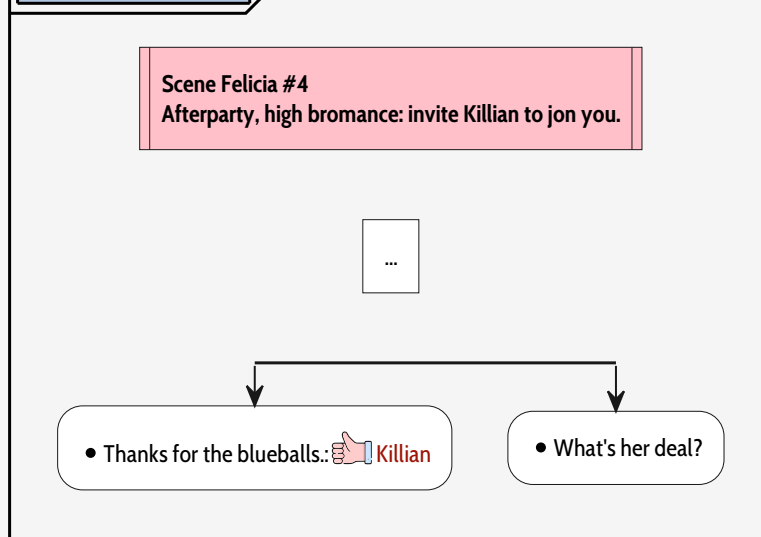 Scene Felicia #4
Afterparty, high bromance: invite Killian to jon you.
...
• Thanks for the blueballs.: Killian
• What's her deal?